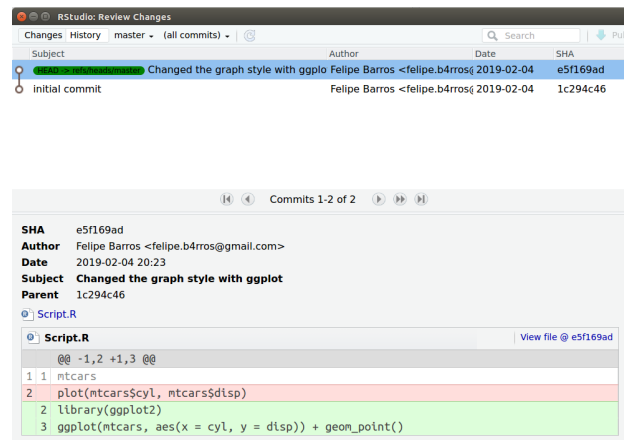 RStudio: Review Changes
Changes History master (all commits) Search Pu
Subject Author Date SHA
HEAD -> refs/heads/master Changed the graph style with ggplo Felipe Barros <felipe.b4rros@ 2019-02-04 e5f169ad
initial commit Felipe Barros <felipe.b4rros@ 2019-02-04 1c294c46
Commits 1-2 of 2
SHA e5f169ad
Author Felipe Barros <felipe.b4rros@gmail.com>
Date 2019-02-04 20:23
Subject Changed the graph style with ggplot
Parent 1c294c46
Script.R
Script.R View file @ e5f169ad
@@ -1,2 +1,3 @@
1 1 mtcars
2 plot(mtcars$cyl, mtcars$disp)
2 library(ggplot2)
3 ggplot(mtcars, aes(x = cyl, y = disp)) + geom_point()